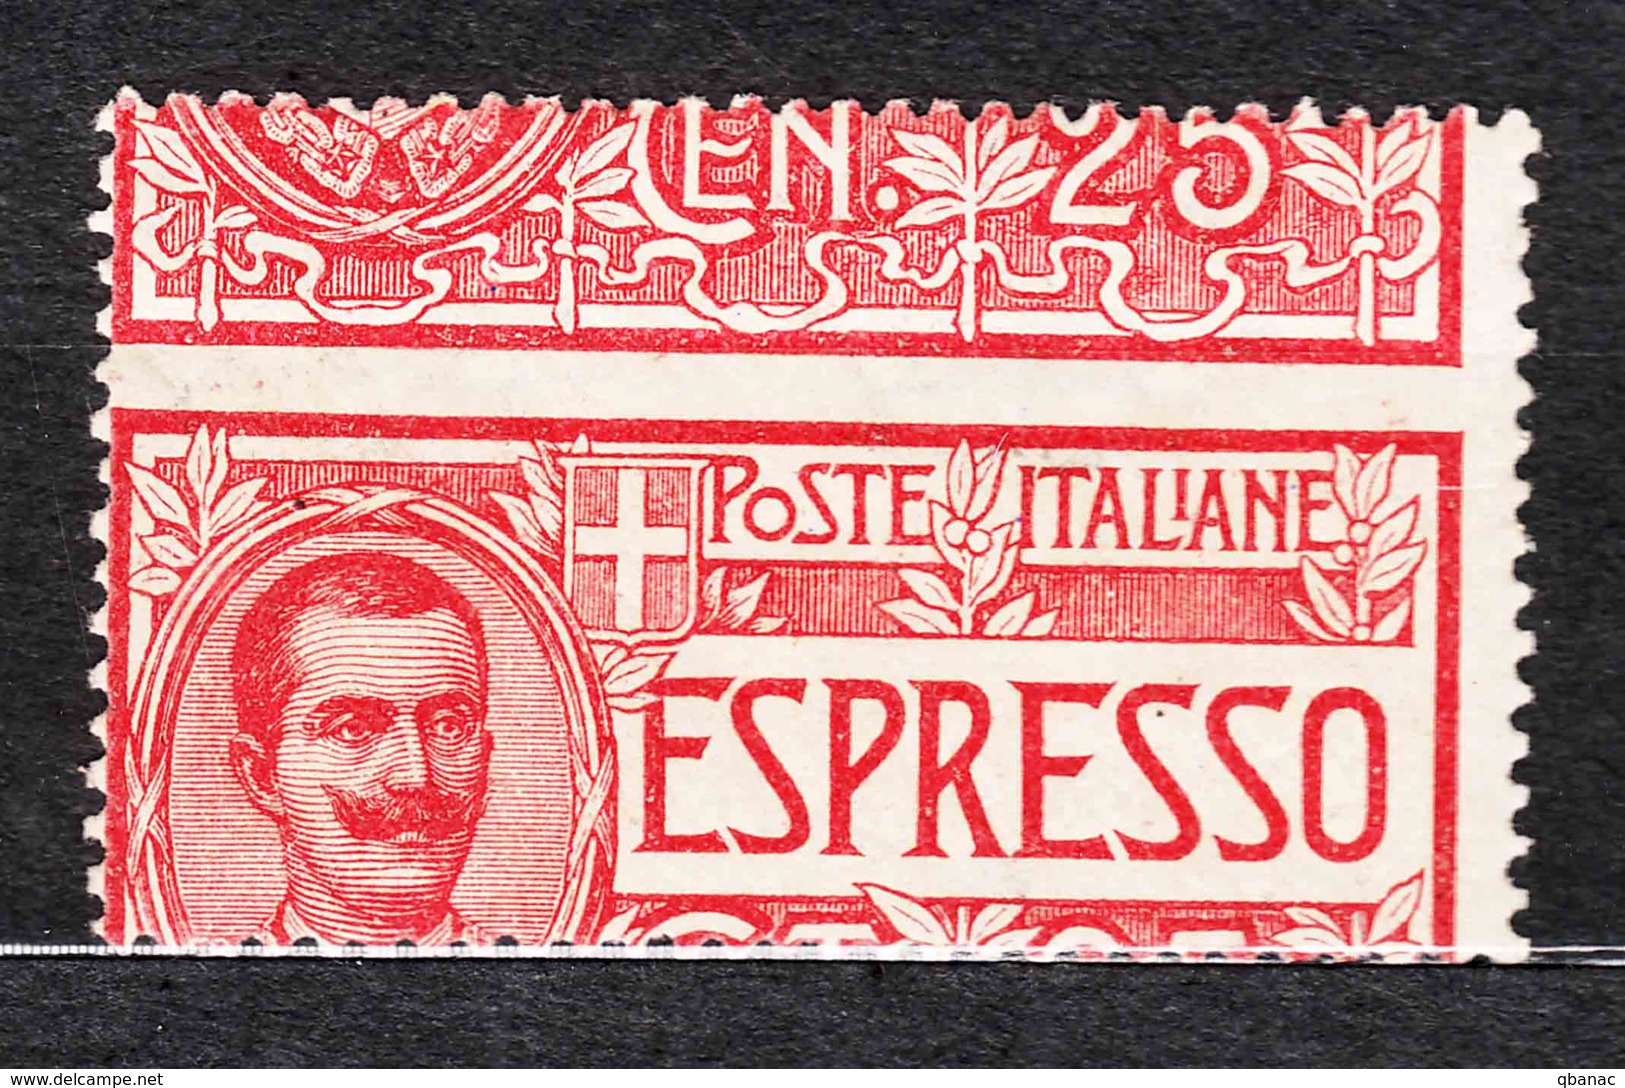 CEN. 25
POSTE ITALIANE
ESPRESSO
www.delcampe.net
qbanac